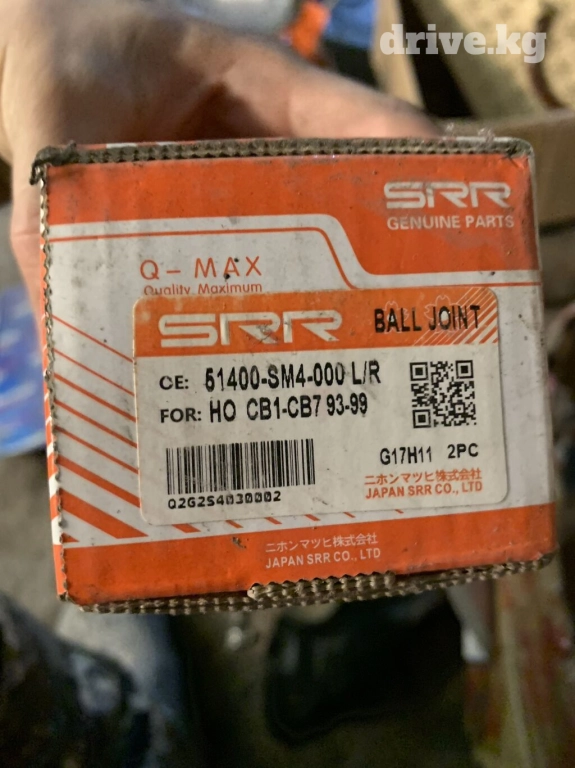 drive.kg
SRR
GENUINE PARTS
Q-MAX
Quality Maximum
SRR BALL JOINT
OE: 51400-SM4-000 L/R
FOR: HO CB1-CB7 93-99
G17H11 2PC
Q2G2S4030002
ニホンマツヒ株式会社
JAPAN SRR CO., LTD
ニホンマツヒ株式会社
JAPAN SRR CO., LTD